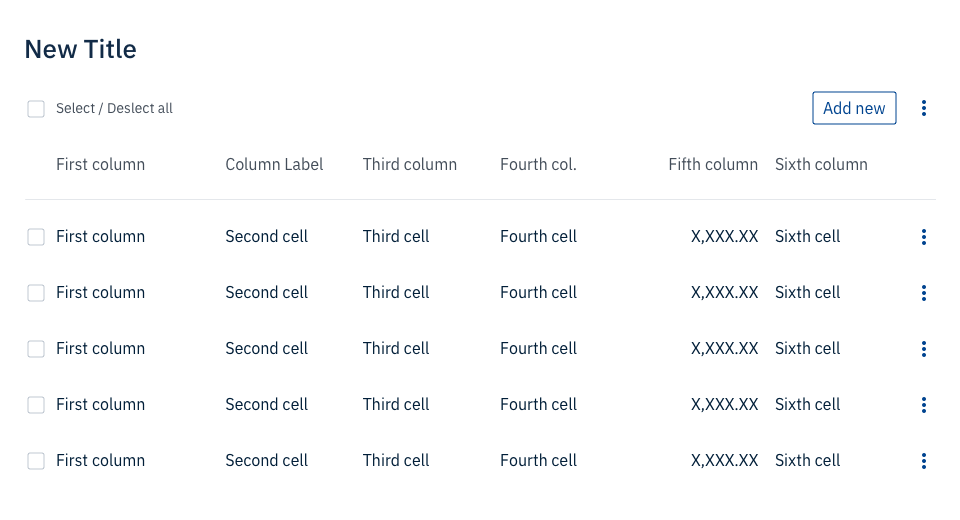 New Title
Select / Deslect all Add new
First column Column Label Third column Fourth col. Fifth column Sixth column
First column Second cell Third cell Fourth cell X,XXX.XX Sixth cell
First column Second cell Third cell Fourth cell X,XXX.XX Sixth cell
First column Second cell Third cell Fourth cell X,XXX.XX Sixth cell
First column Second cell Third cell Fourth cell X,XXX.XX Sixth cell
First column Second cell Third cell Fourth cell X,XXX.XX Sixth cell